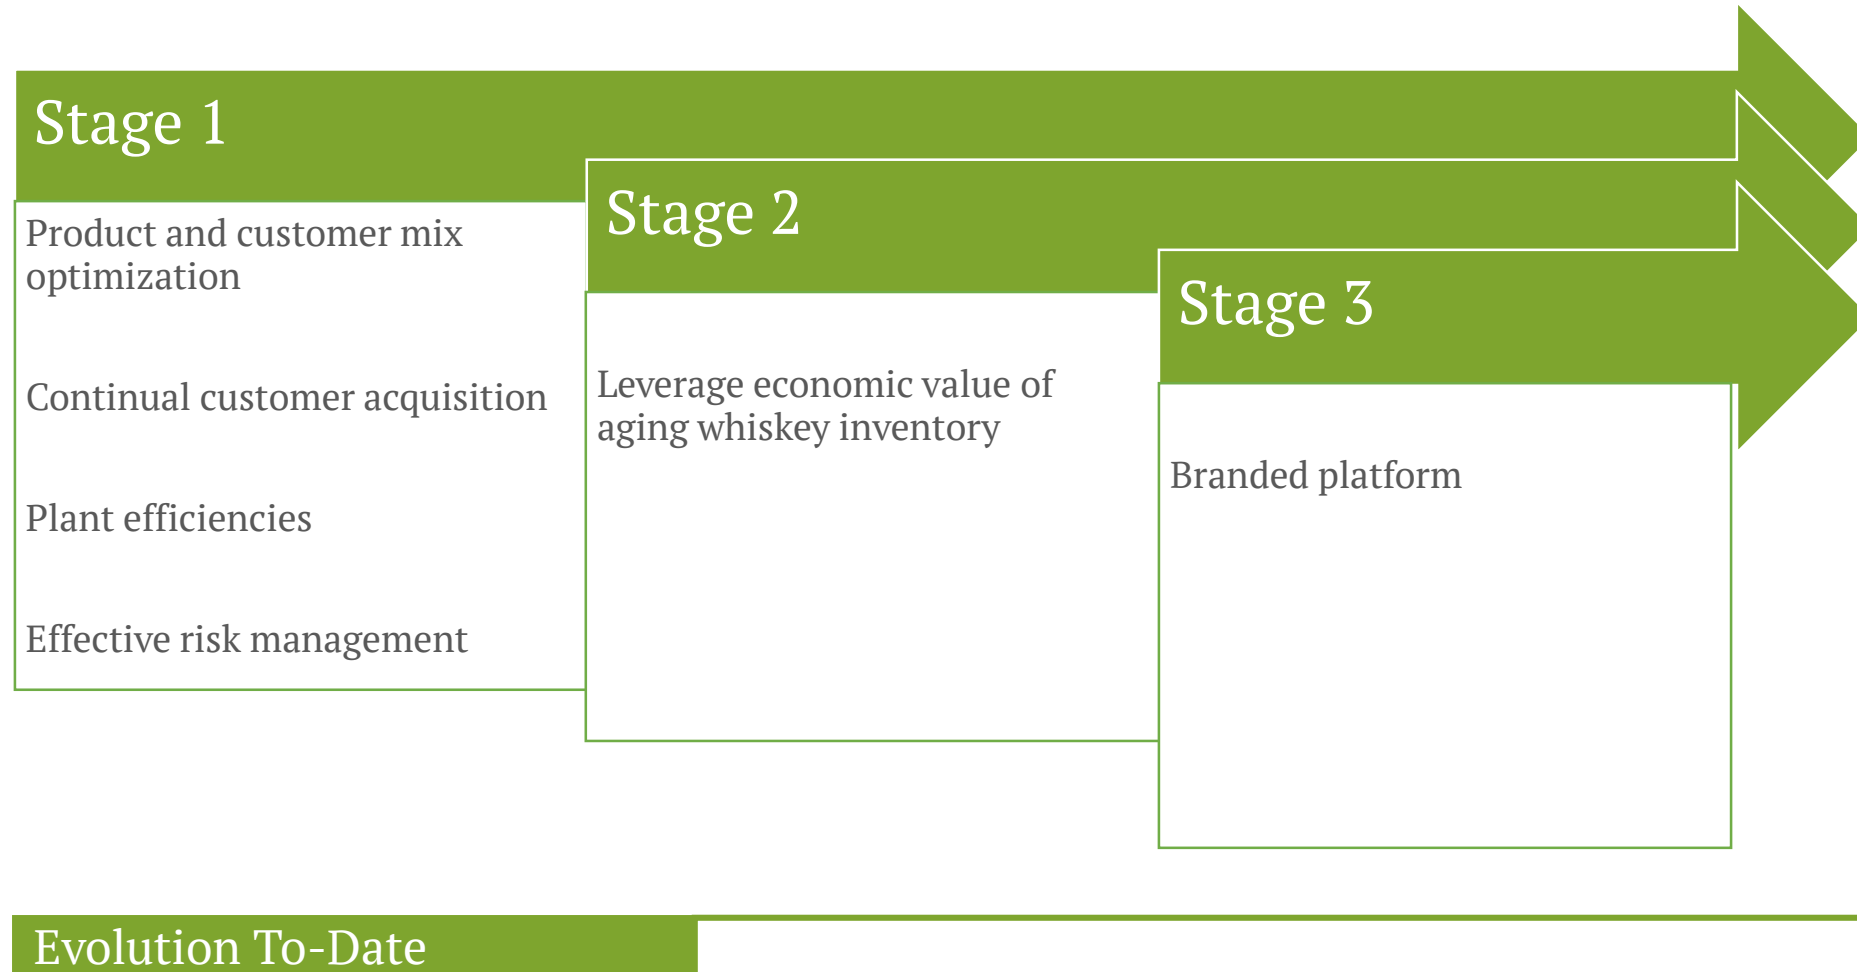 Stage 1
Product and customer mix
optimization
Continual customer acquisition
Plant efficiencies
Effective risk management
Stage 2
Leverage economic value of
aging whiskey inventory
Stage 3
Branded platform
Evolution To-Date